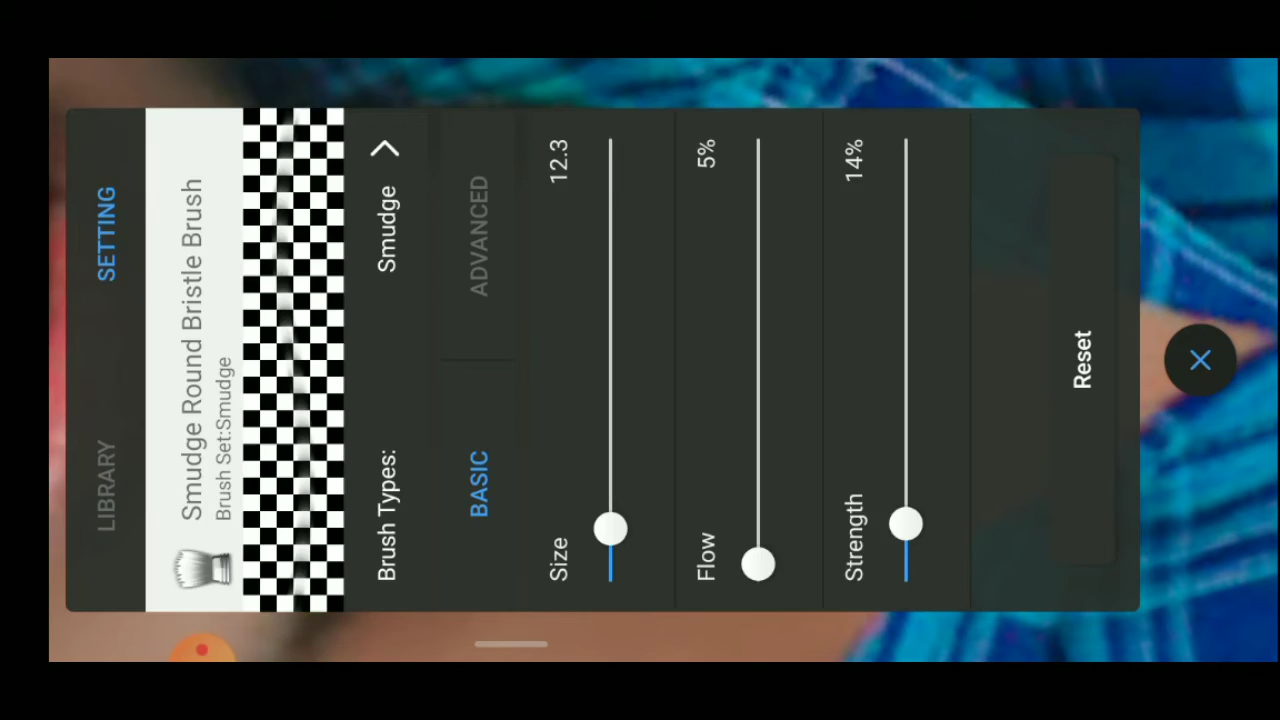 LIBRARY SETTING
Smudge Round Bristle Brush
Brush Set:Smudge
Brush Types: Smudge
BASIC ADVANCED
Size 12.3
Flow 5%
Strength 14%
Reset